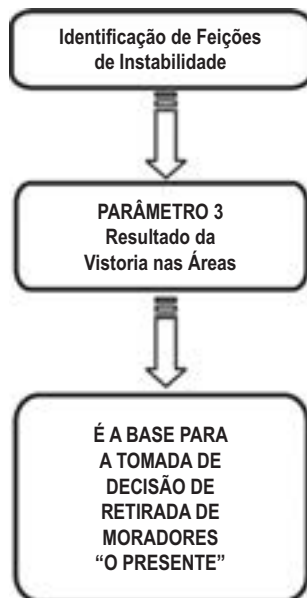 Identificação de Feições
de Instabilidade
PARÂMETRO 3
Resultado da
Vistoria nas Áreas
É A BASE PARA
A TOMADA DE
DECISÃO DE
RETIRADA DE
MORADORES
“O PRESENTE”